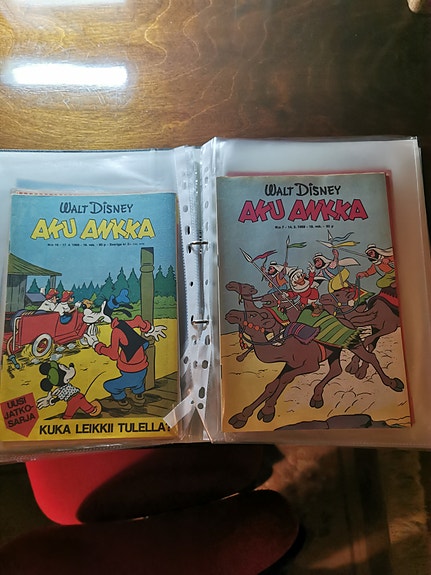 WALT DISNEY
AKU ANKKA
UUSI
JATKO-
SARJA
KUKA LEIKKII TULELLA?
WALT DISNEY
AKU ANKKA